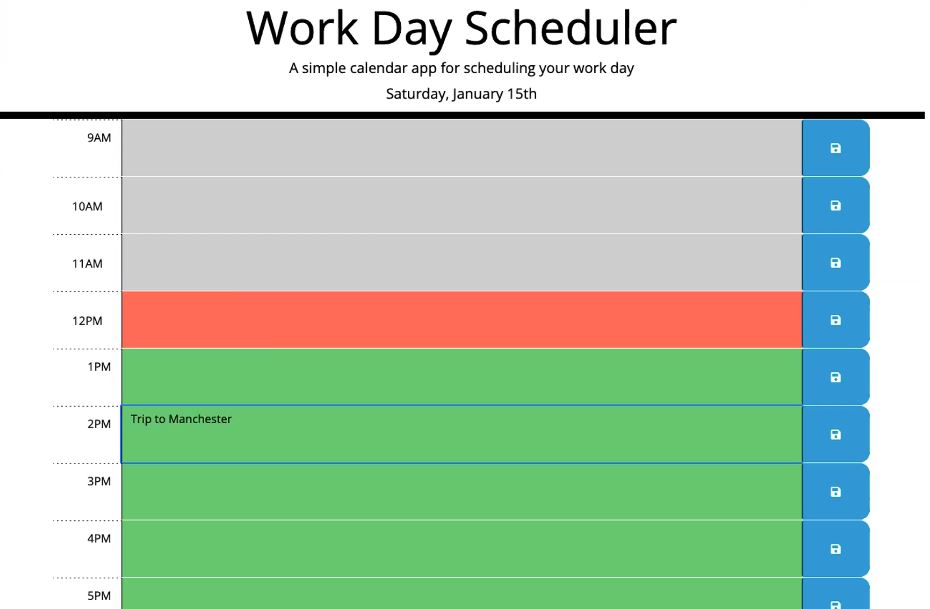 Work Day Scheduler
A simple calendar app for scheduling your work day
Saturday, January 15th
9AM
10AM
11AM
12PM
1PM
2PM Trip to Manchester
3PM
4PM
5PM